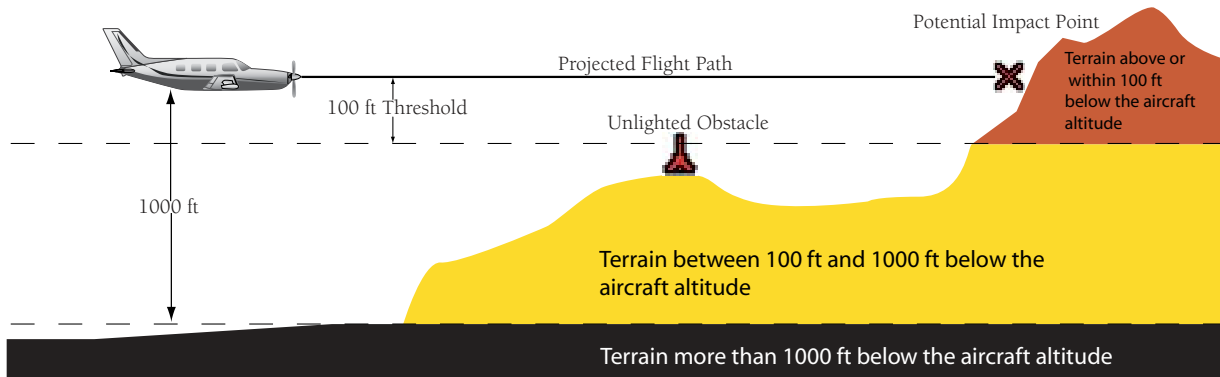 Potential Impact Point
Projected Flight Path
Terrain above or
within 100 ft
below the aircraft
altitude
100 ft Threshold
Unlighted Obstacle
1000 ft
Terrain between 100 ft and 1000 ft below the
aircraft altitude
Terrain more than 1000 ft below the aircraft altitude